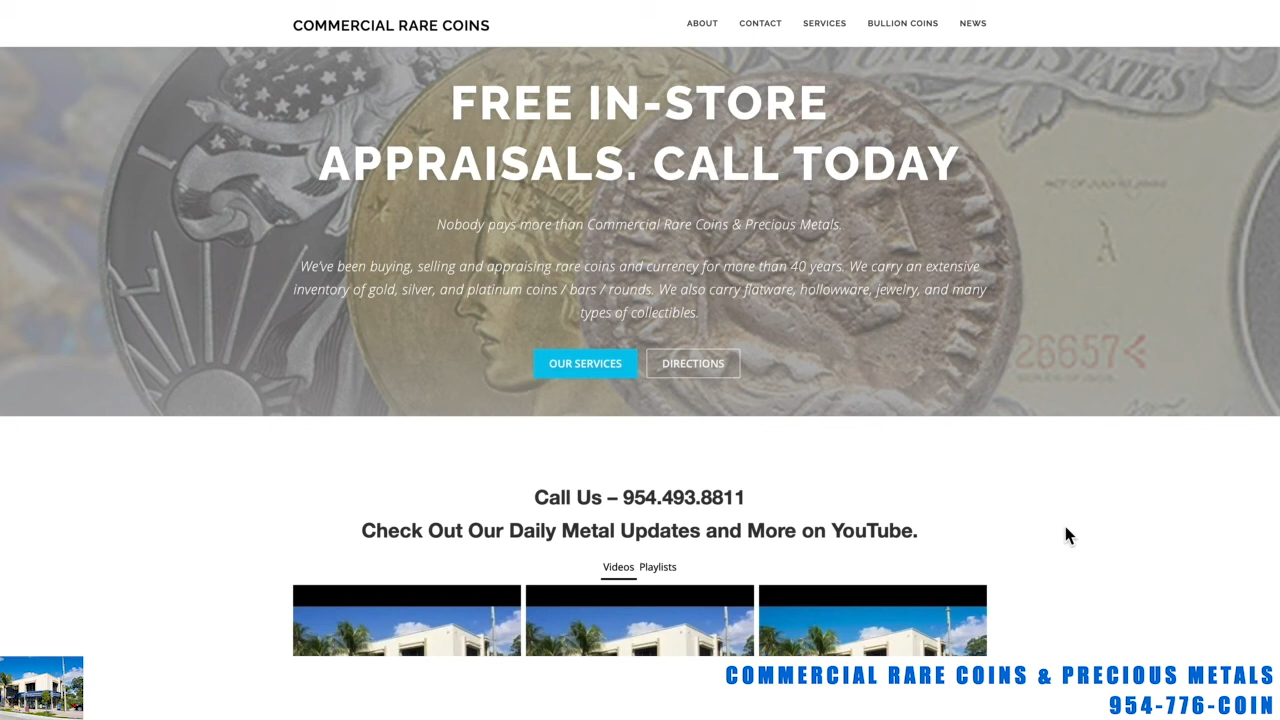 COMMERCIAL RARE COINS
ABOUT CONTACT SERVICES BULLION COINS NEWS
FREE IN-STORE
APPRAISALS. CALL TODAY
Nobody pays more than Commercial Rare Coins & Precious Metals.
We've been buying, selling and appraising rare coins and currency for more than 40 years. We carry an extensive
inventory of gold, silver, and platinum coins / bars / rounds. We also carry flatware, hollowware, jewelry, and many
types of collectibles.
OUR SERVICES DIRECTIONS
26657
Call Us – 954.493.8811
Check Out Our Daily Metal Updates and More on YouTube.
Videos Playlists
COMMERCIAL RARE COINS & PRECIOUS METALS
954-776-COIN